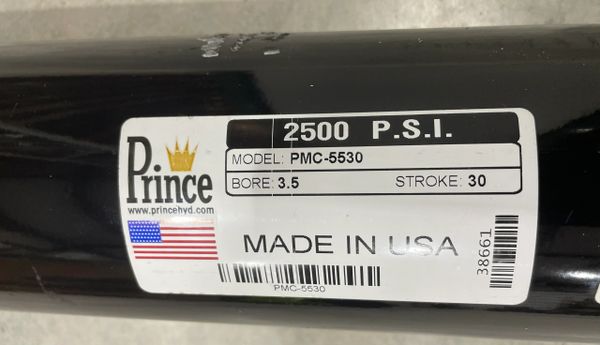 2500 P.S.I.
Prince
www.princehyd.com
MODEL: PMC-5530
BORE: 3.5 STROKE: 30
MADE IN USA
38661
PMC-5530